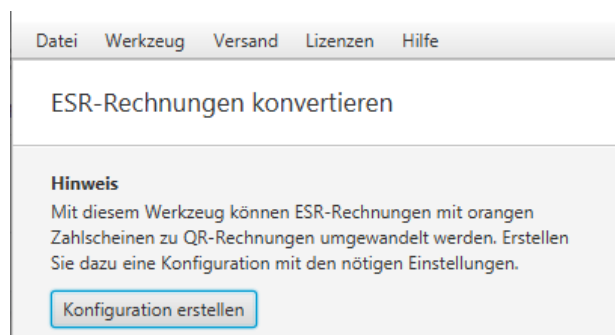 Datei Werkzeug Versand Lizenzen Hilfe
ESR-Rechnungen konvertieren
Hinweis
Mit diesem Werkzeug können ESR-Rechnungen mit orangen
Zahlscheinen zu QR-Rechnungen umgewandelt werden. Erstellen
Sie dazu eine Konfiguration mit den nötigen Einstellungen.
Konfiguration erstellen